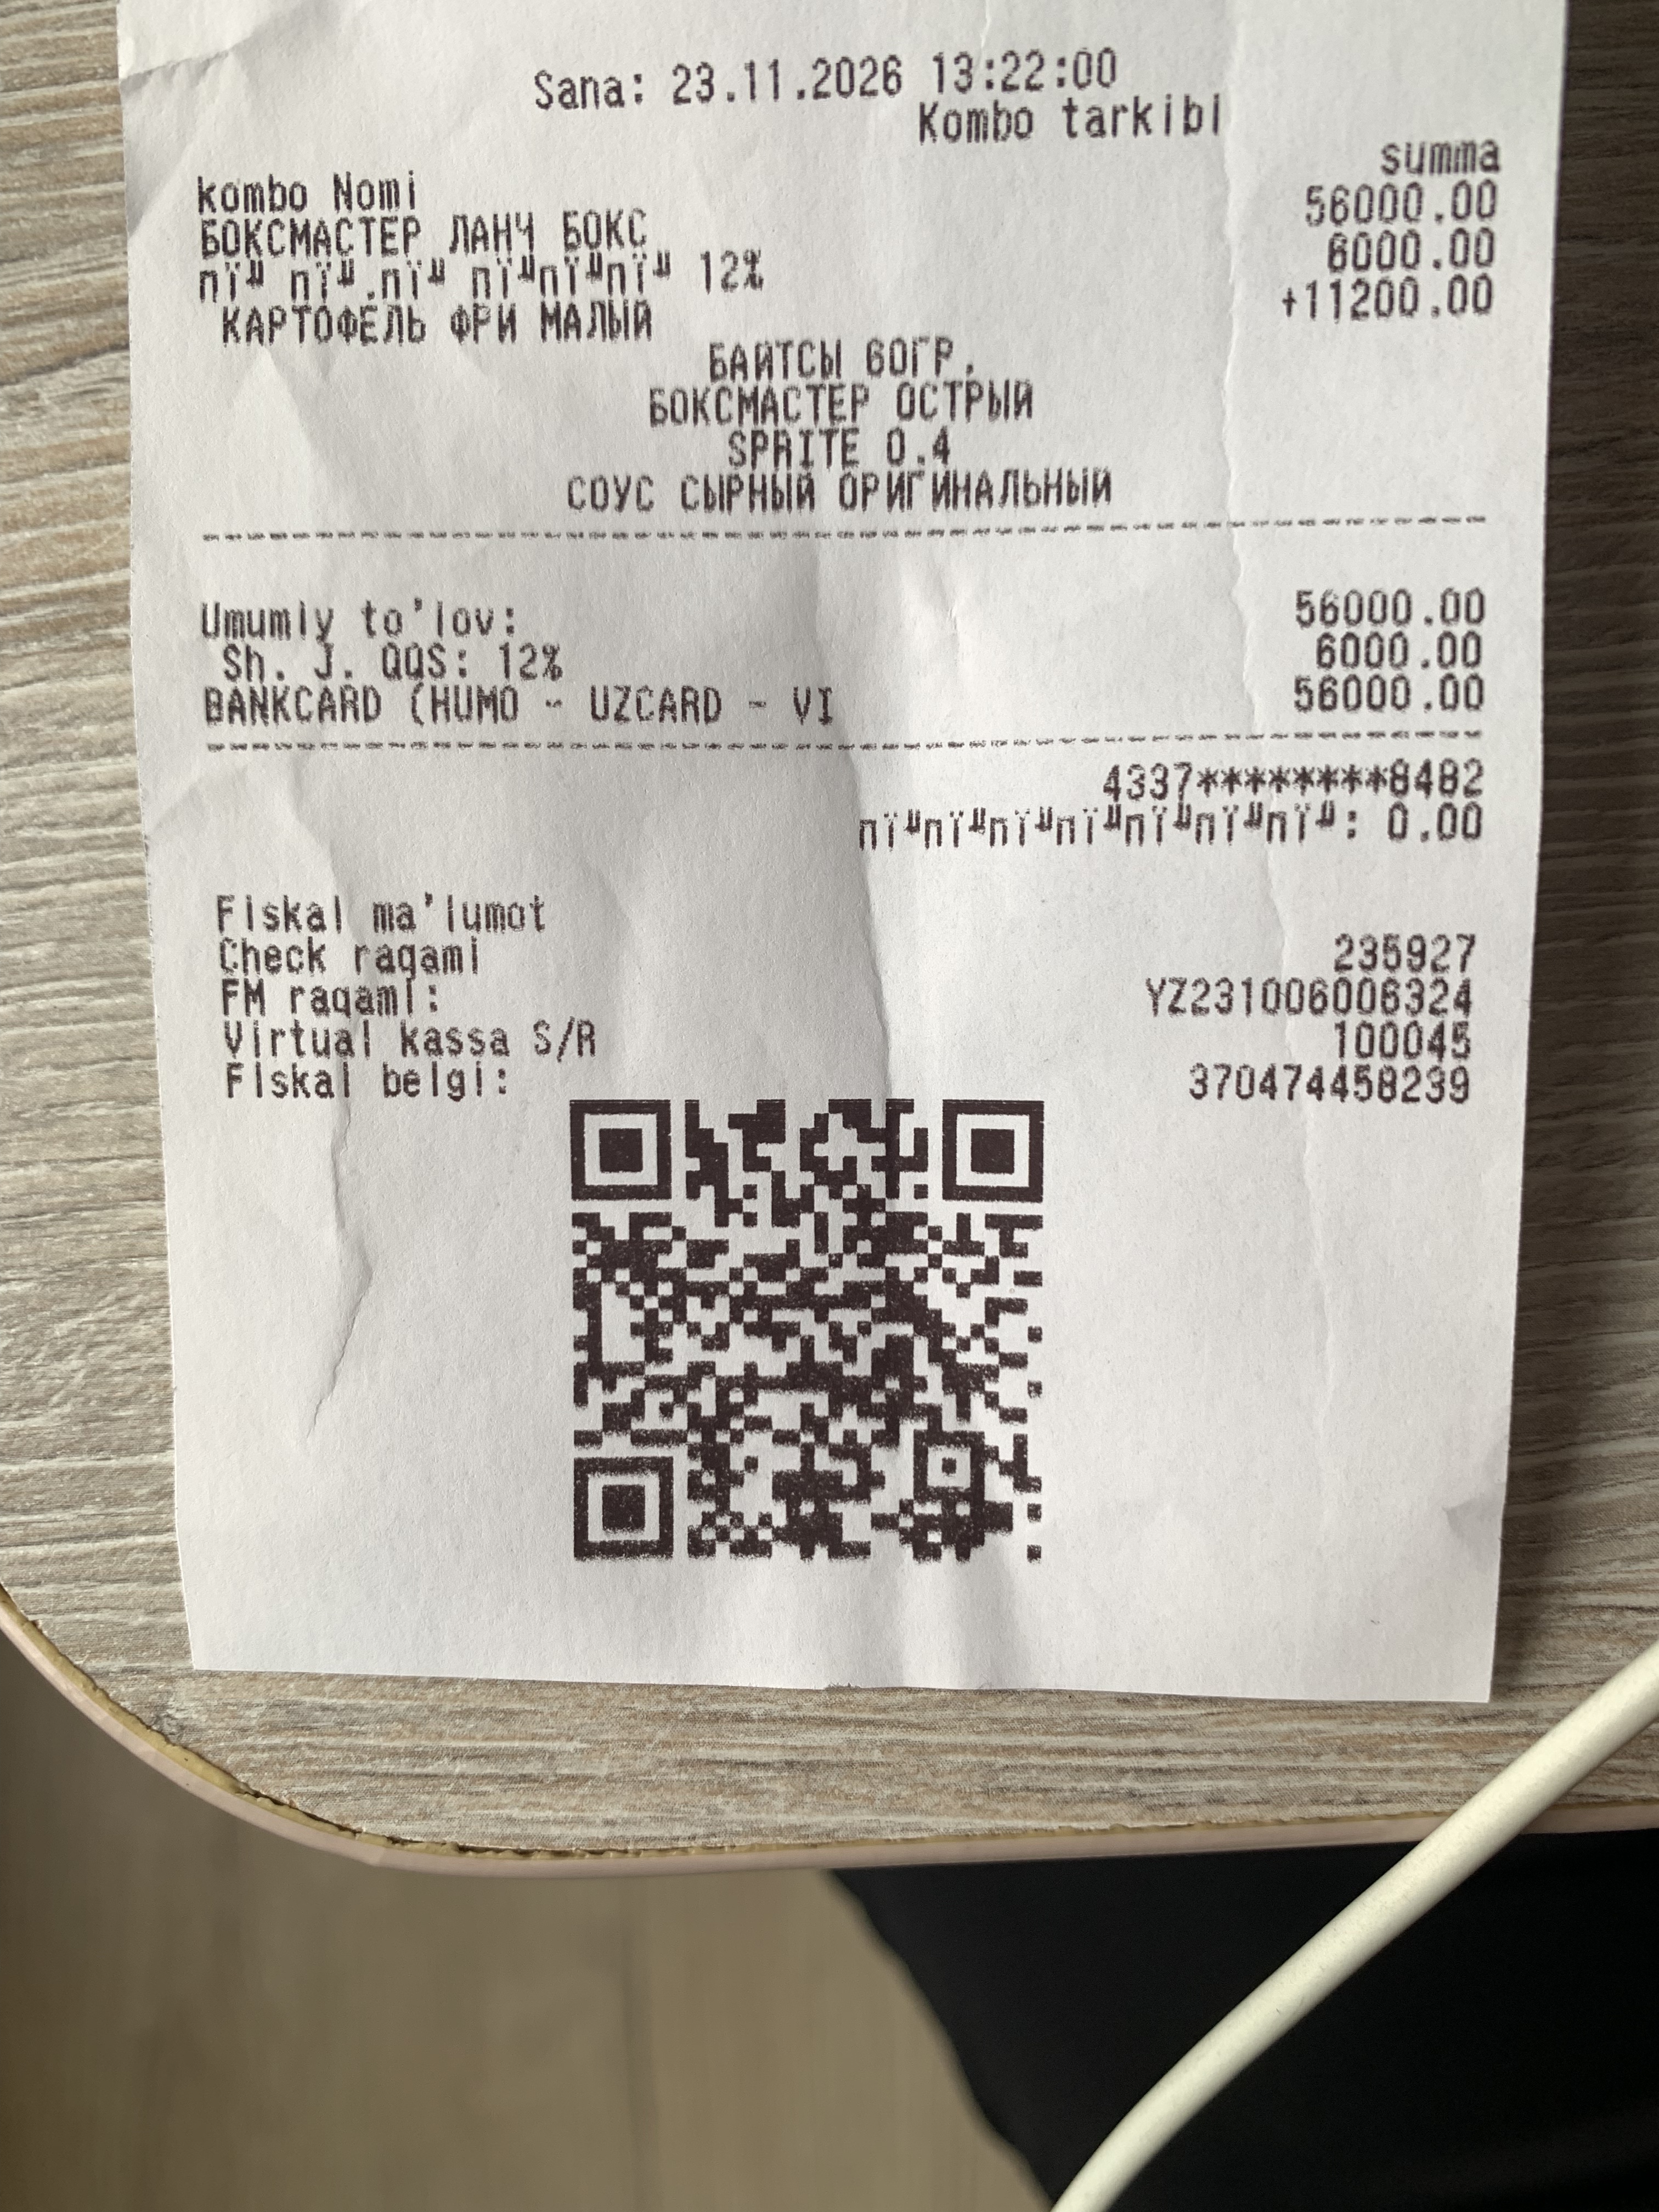 Sana: 23.11.2026 13:22:00
Kombo tarkibi
summa
kombo Nomi 56000.00
БОКСМАСТЕР ЛАНЧ БОКС 6000.00
12% +11200.00
КАРТОФЕЛЬ ФРИ МАЛЫЙ
БАЙТСЫ 60ГР.
БОКСМАСТЕР ОСТРЫЙ
SPRITE 0.4
СОУС СЫРНЫЙ ОРИГИНАЛЬНЫЙ
Umumiy to'lov: 56000.00
Sh. J. QQS: 12% 6000.00
BANKCARD (HUMO - UZCARD - VI 56000.00
4337********8482
: 0.00
Fiskal ma'lumot
Check raqami 235927
FM raqami: YZ231006006324
Virtual kassa S/R 100045
Fiskal belgi: 370474458239